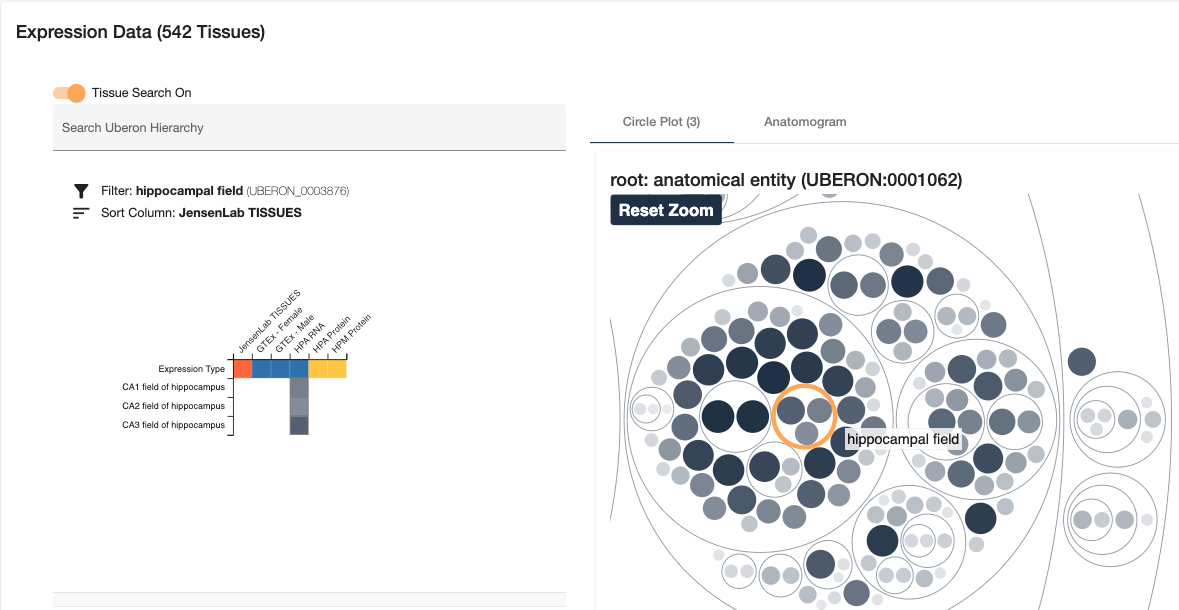 Expression Data (542 Tissues)
Tissue Search On
Search Uberon Hierarchy
Filter: hippocampal field (UBERON_0003876)
Sort Column: JensenLab TISSUES
JensenLab TISSUES
GTEx - Female
GTEx - Male
HPA RNA
HPA Protein
HPM Protein
Expression Type
CA1 field of hippocampus
CA2 field of hippocampus
CA3 field of hippocampus
Circle Plot (3)
Anatomogram
root: anatomical entity (UBERON:0001062)
Reset Zoom
hippocampal field